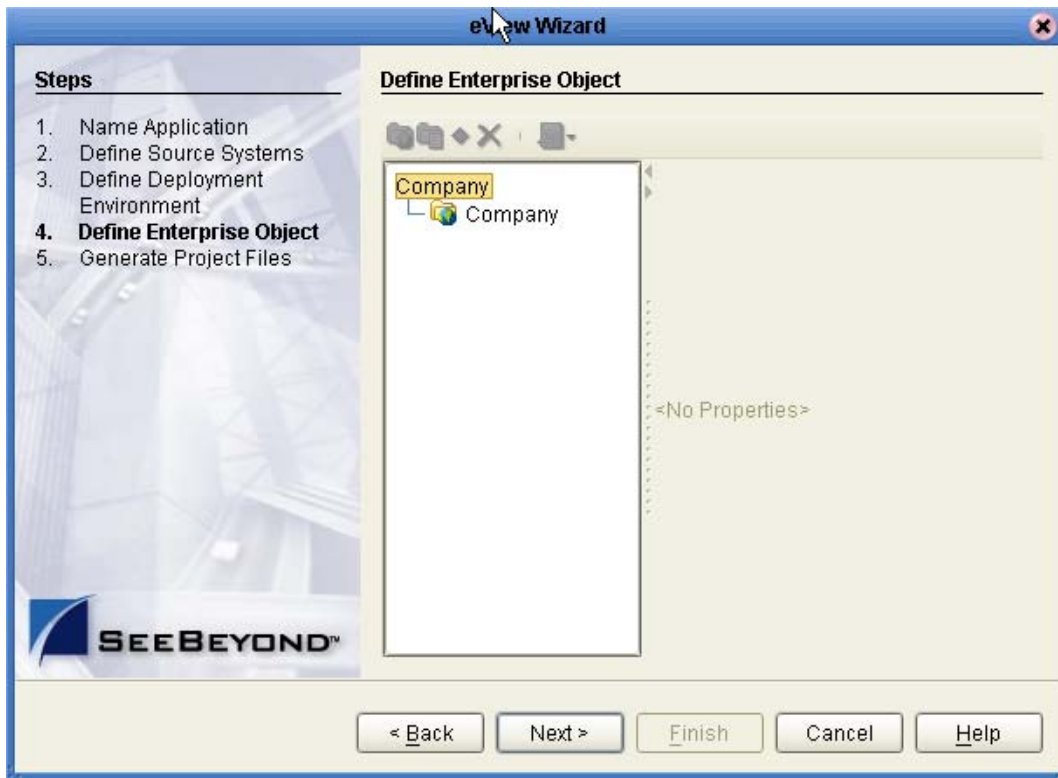 eView Wizard
Steps
1. Name Application
2. Define Source Systems
3. Define Deployment
Environment
4. Define Enterprise Object
5. Generate Project Files
SEEBEYOND™
Define Enterprise Object
Company
Company
<No Properties>
< Back
Next >
Finish
Cancel
Help